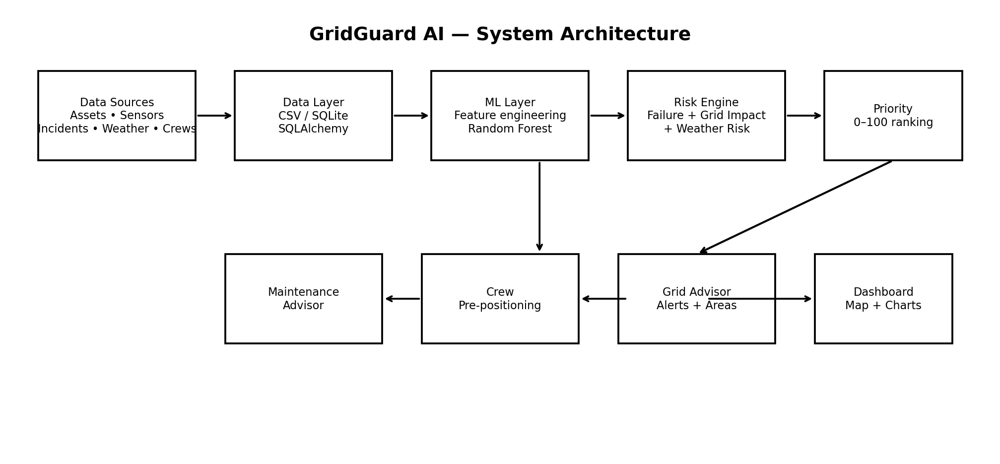 GridGuard AI — System Architecture
Data Sources
Assets • Sensors
Incidents • Weather • Crews
Data Layer
CSV / SQLite
SQLAlchemy
ML Layer
Feature engineering
Random Forest
Risk Engine
Failure + Grid Impact
+ Weather Risk
Priority
0–100 ranking
Maintenance
Advisor
Crew
Pre-positioning
Grid Advisor
Alerts + Areas
Dashboard
Map + Charts